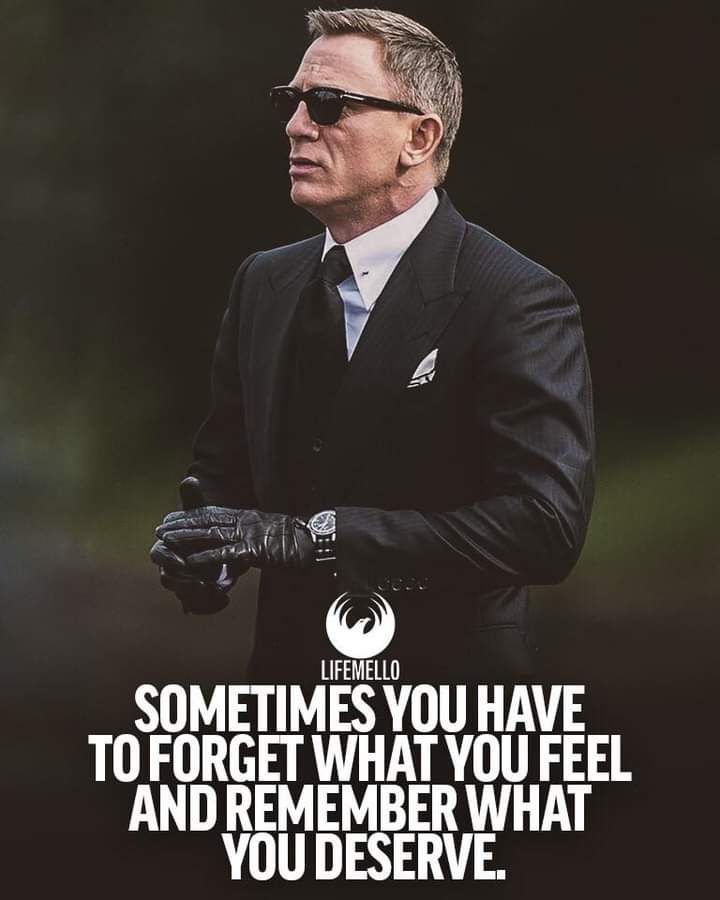 LIFEMELLO
SOMETIMES YOU HAVE
TO FORGET WHAT YOU FEEL
AND REMEMBER WHAT
YOU DESERVE.